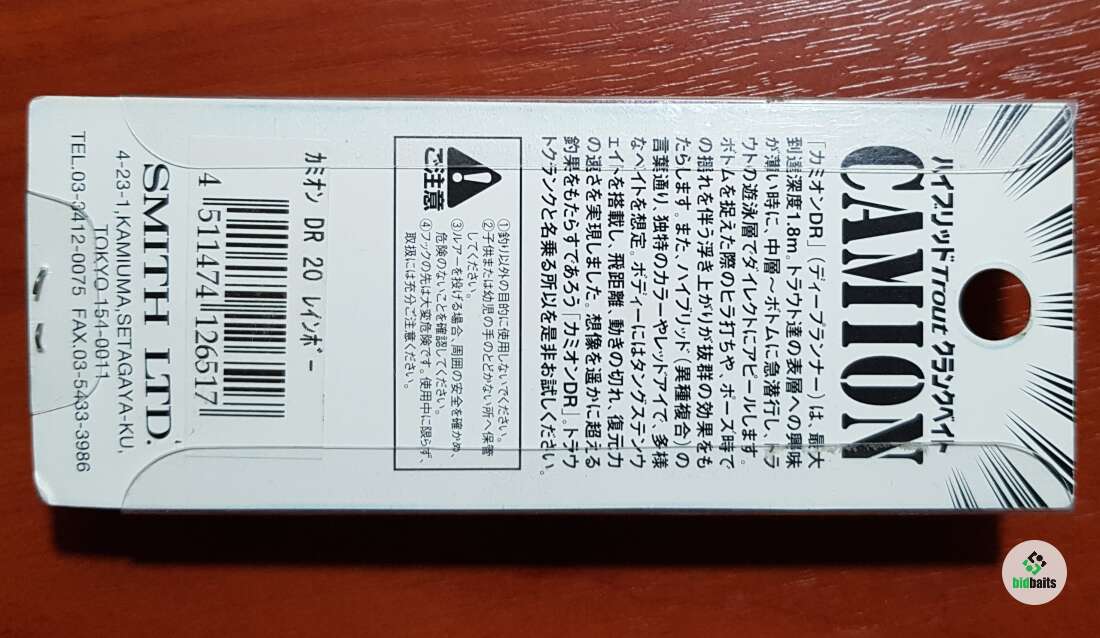 ハイブリッドTroutクランクベイト
CAMION
「カミオンDR」(ディープランナー)は、最大
到達深度1.8m。トラウト達の表層への興味
が薄い時に、中層~ボトムに急潜行し、トラ
ウトの遊泳層でダイレクトにアピールします。
ボトムを捉えた際のヒラ打ちや、ポーズ時で
の揺れを伴う浮き上がりが抜群の効果をも
たらします。また、ハイブリッド(異種複合)の
言葉通り、独特のカラーやレッドアイで、多様
なベイトを想定。ボディーにはタングステンウ
エイトを搭載し、飛距離、動きの切れ、復元力
の速さを実現しました。想像を遥かに超える
釣果をもたらすであろう「カミオンDR」。トラウ
トクランクと名乗る所以を是非お試しください。
ご注意
①釣り以外の目的に使用しないでください。
②子供または幼児の手のとどかない所へ保管
してください。
③ルアーを投げる場合、周囲の安全を確かめ、
危険のないことを確認してください。
④フックの先は大変危険です。使用中に限らず、
取扱には充分ご注意ください。
カミオン DR 20 レインボー
4 511474 126517
SMITH LTD.
4-23-1,KAMIUMA,SETAGAYA-KU,
TOKYO 154-0011
TEL.03-3412-0075 FAX.03-5433-3986
bidbaits